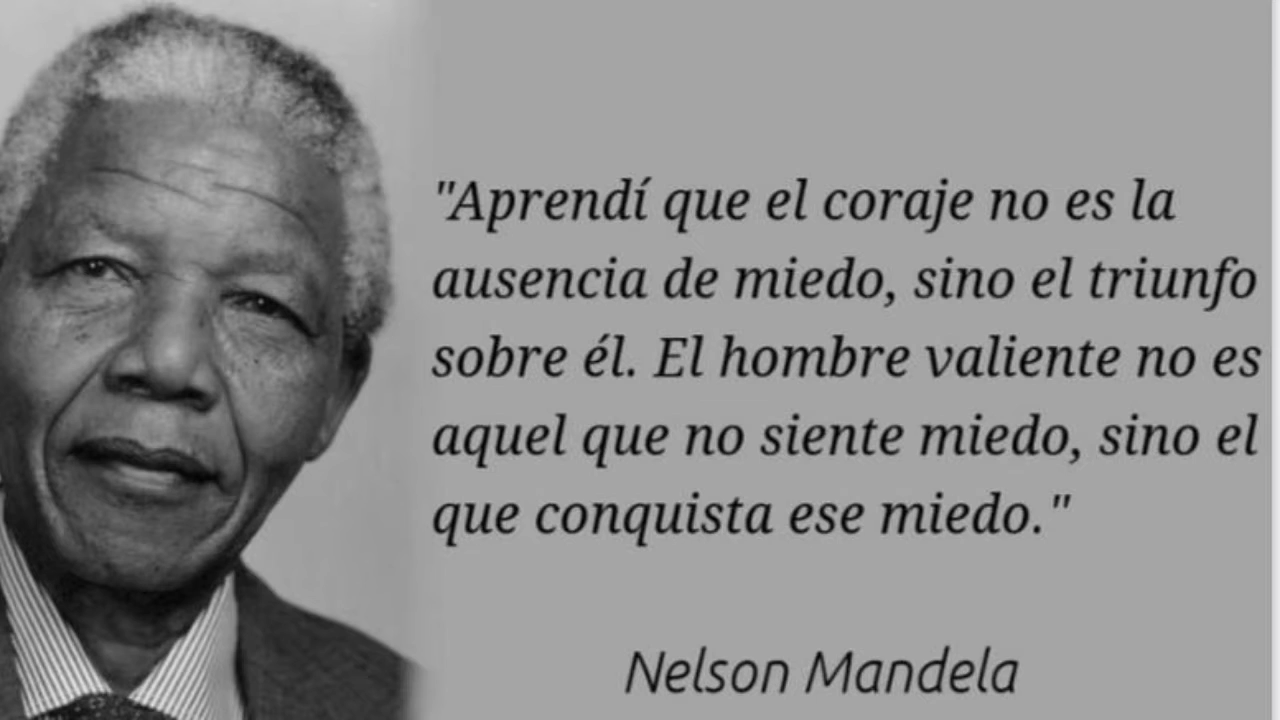 "Aprendí que el coraje no es la
ausencia de miedo, sino el triunfo
sobre él. El hombre valiente no es
aquel que no siente miedo, sino el
que conquista ese miedo."
Nelson Mandela